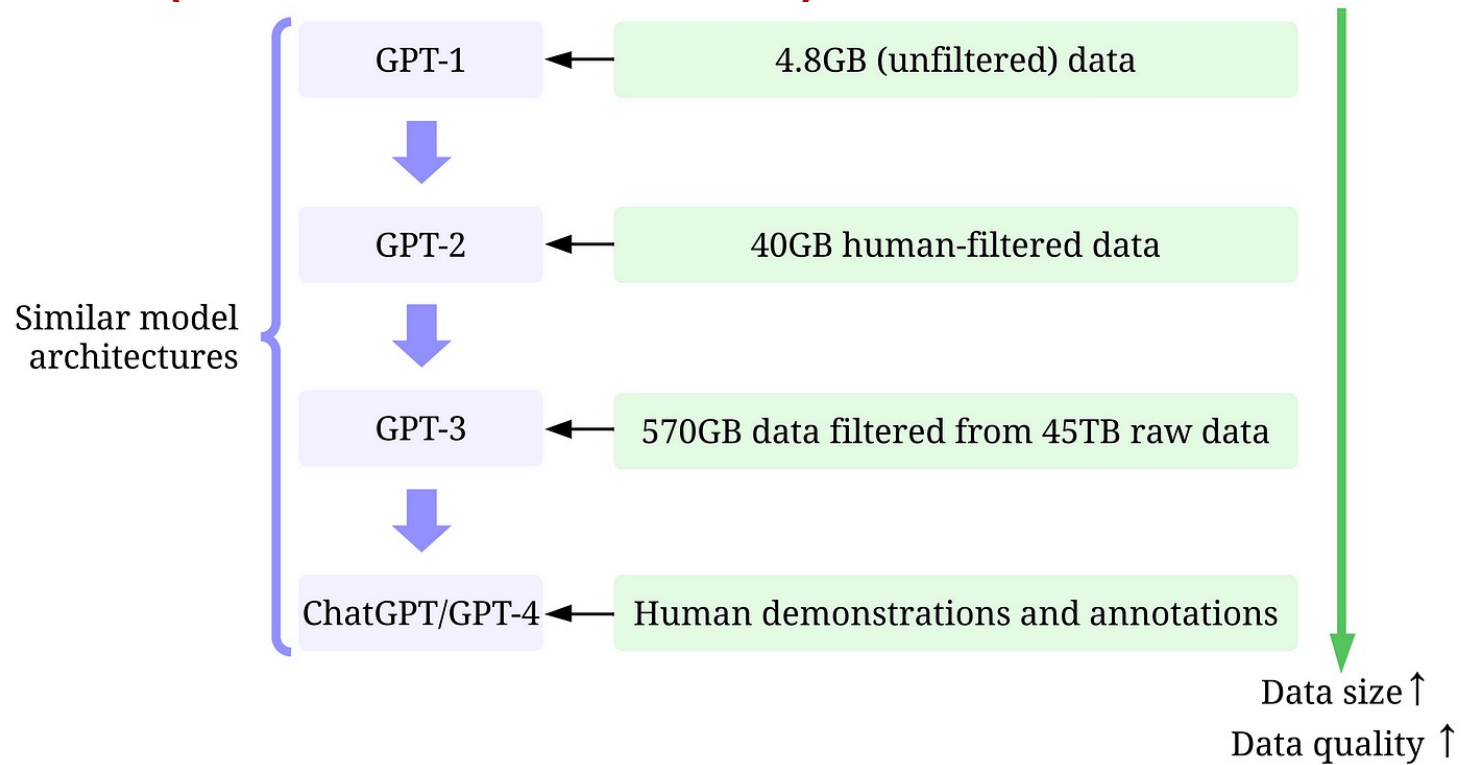 GPT-1
4.8GB (unfiltered) data
GPT-2
40GB human-filtered data
Similar model
architectures
GPT-3
570GB data filtered from 45TB raw data
ChatGPT/GPT-4
Human demonstrations and annotations
Data size↑
Data quality ↑